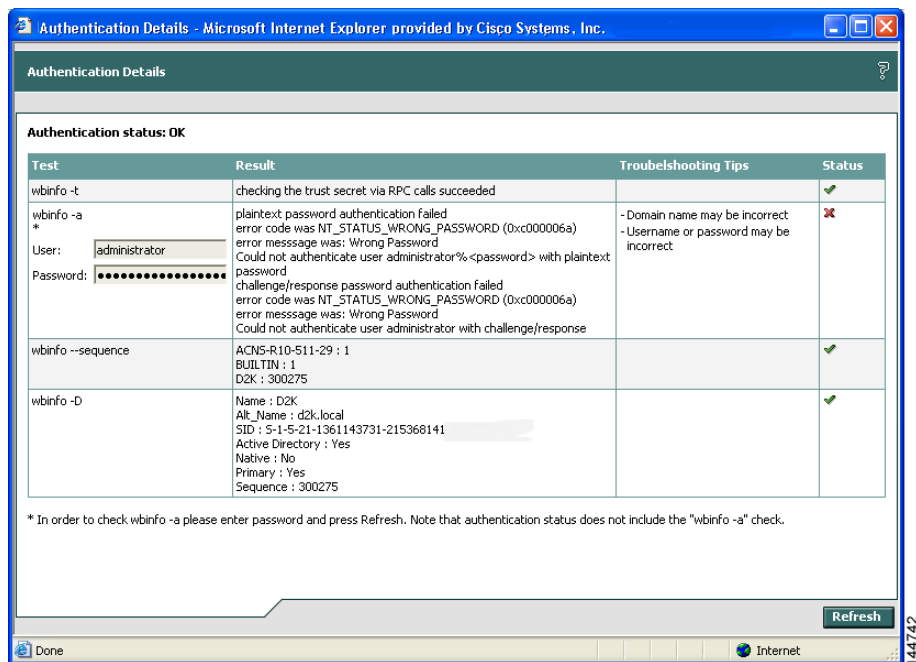 Authentication Details - Microsoft Internet Explorer provided by Cisco Systems, Inc.
Authentication Details
?
Authentication status: OK
Test Result Troubelshooting Tips Status
wbinfo -t
checking the trust secret via RPC calls succeeded
wbinfo -a
*
User: administrator
Password: ●●●●●●●●●●●●●●●●●
plaintext password authentication failed
error code was NT_STATUS_WRONG_PASSWORD (0xc000006a)
error messsage was: Wrong Password
Could not authenticate user administrator%<password> with plaintext
password
challenge/response password authentication failed
error code was NT_STATUS_WRONG_PASSWORD (0xc000006a)
error messsage was: Wrong Password
Could not authenticate user administrator with challenge/response
- Domain name may be incorrect
- Username or password may be
incorrect
wbinfo --sequence
ACNS-R10-511-29 : 1
BUILTIN : 1
D2K : 300275
wbinfo -D
Name : D2K
Alt_Name : d2k.local
SID : S-1-5-21-1361143731-215368141
Active Directory : Yes
Native : No
Primary : Yes
Sequence : 300275
* In order to check wbinfo -a please enter password and press Refresh. Note that authentication status does not include the "wbinfo -a" check.
Refresh
Done
Internet
44742